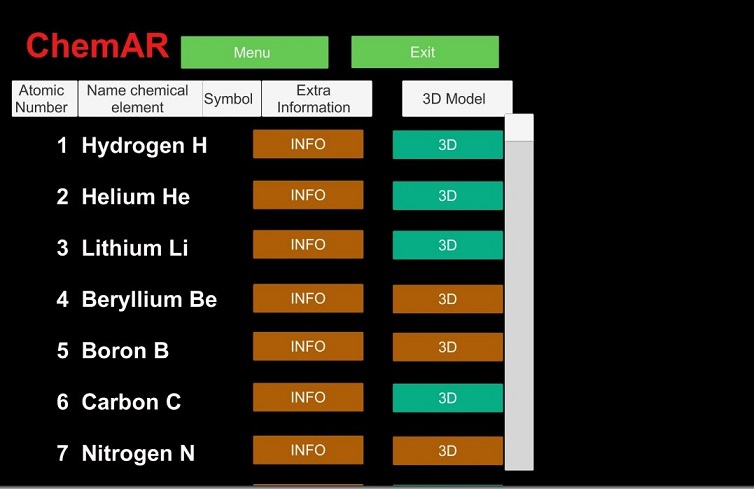 ChemAR Menu Exit
Atomic Number Name chemical element Symbol Extra Information 3D Model
1 Hydrogen H INFO 3D
2 Helium He INFO 3D
3 Lithium Li INFO 3D
4 Beryllium Be INFO 3D
5 Boron B INFO 3D
6 Carbon C INFO 3D
7 Nitrogen N INFO 3D